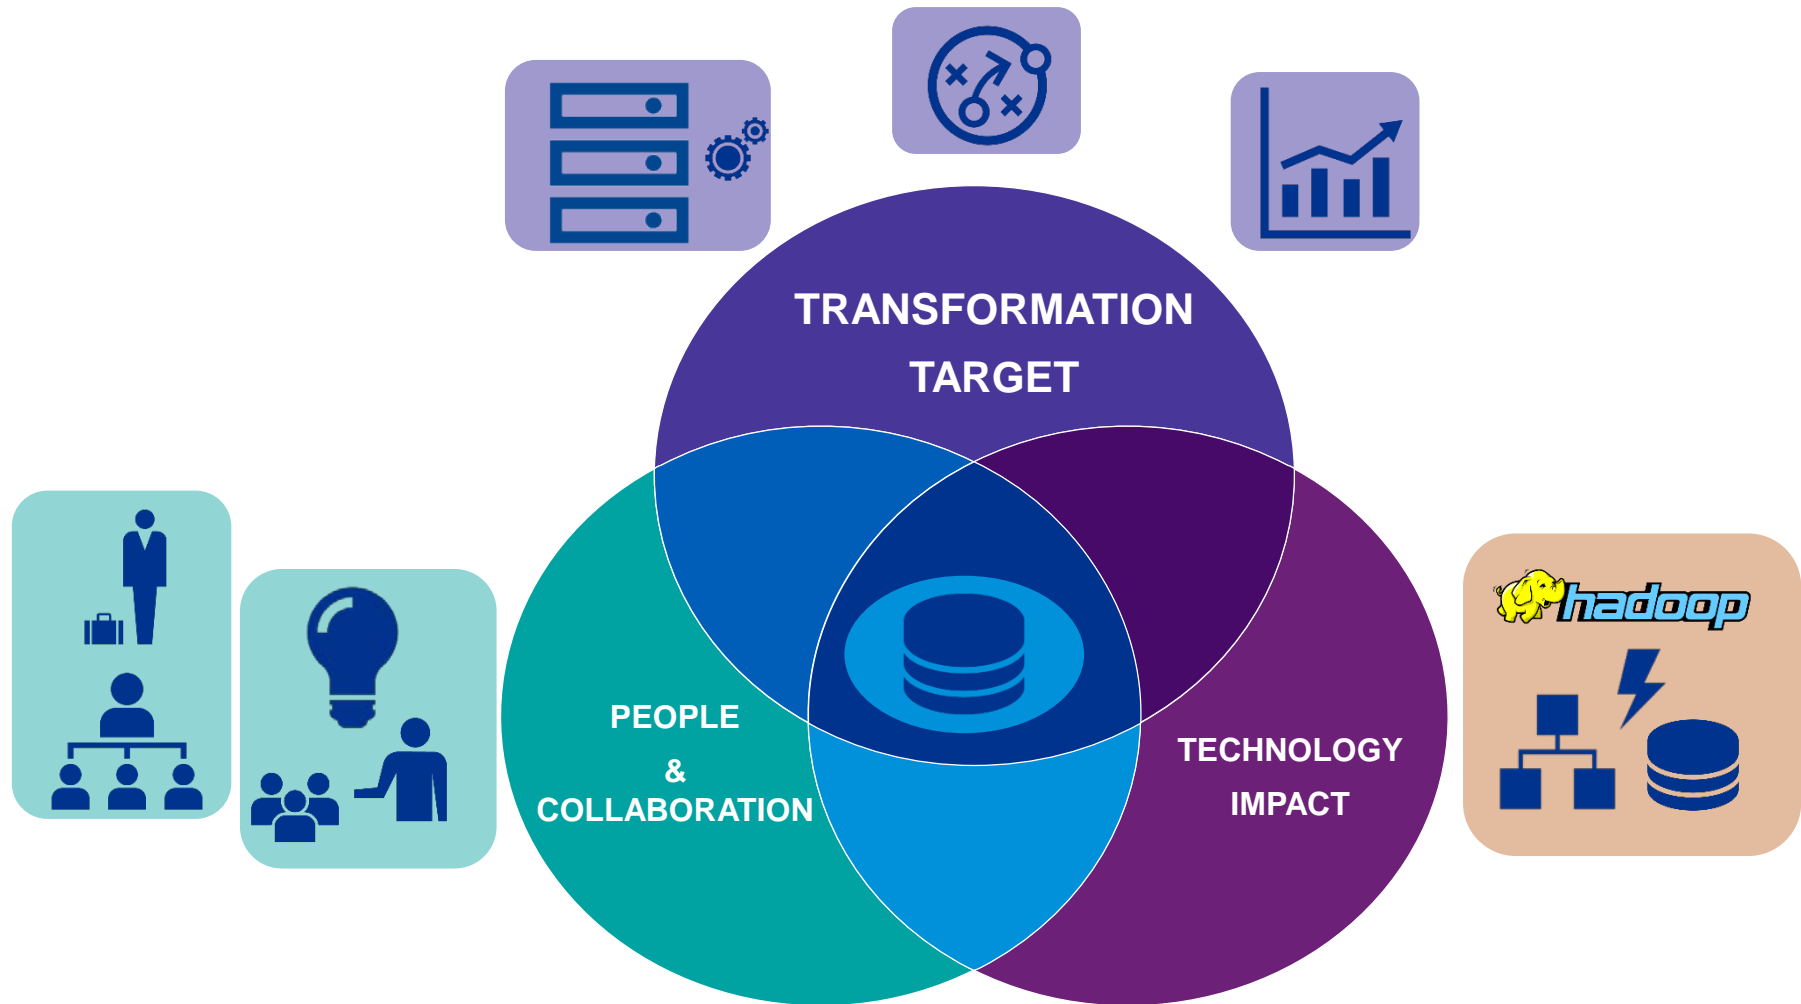 TRANSFORMATION
TARGET
PEOPLE
&
COLLABORATION
TECHNOLOGY
IMPACT
hadoop